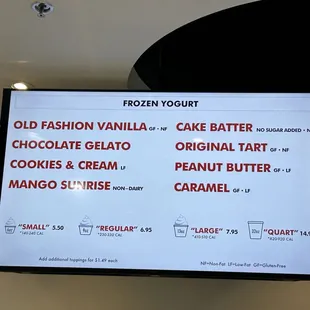 FROZEN YOGURT
OLD FASHION VANILLA GF • NF
CHOCOLATE GELATO
COOKIES & CREAM LF
MANGO SUNRISE NON-DAIRY
CAKE BATTER NO SUGAR ADDED • N
ORIGINAL TART GF • NF
PEANUT BUTTER GF • LF
CARAMEL GF • LF
"SMALL" 5.50
"REGULAR" 6.95
"LARGE" 7.95
"QUART" 14.9
Add additional toppings for $1.49 each
NF=Non-Fat LF=Low-Fat GF=Gluten-Free